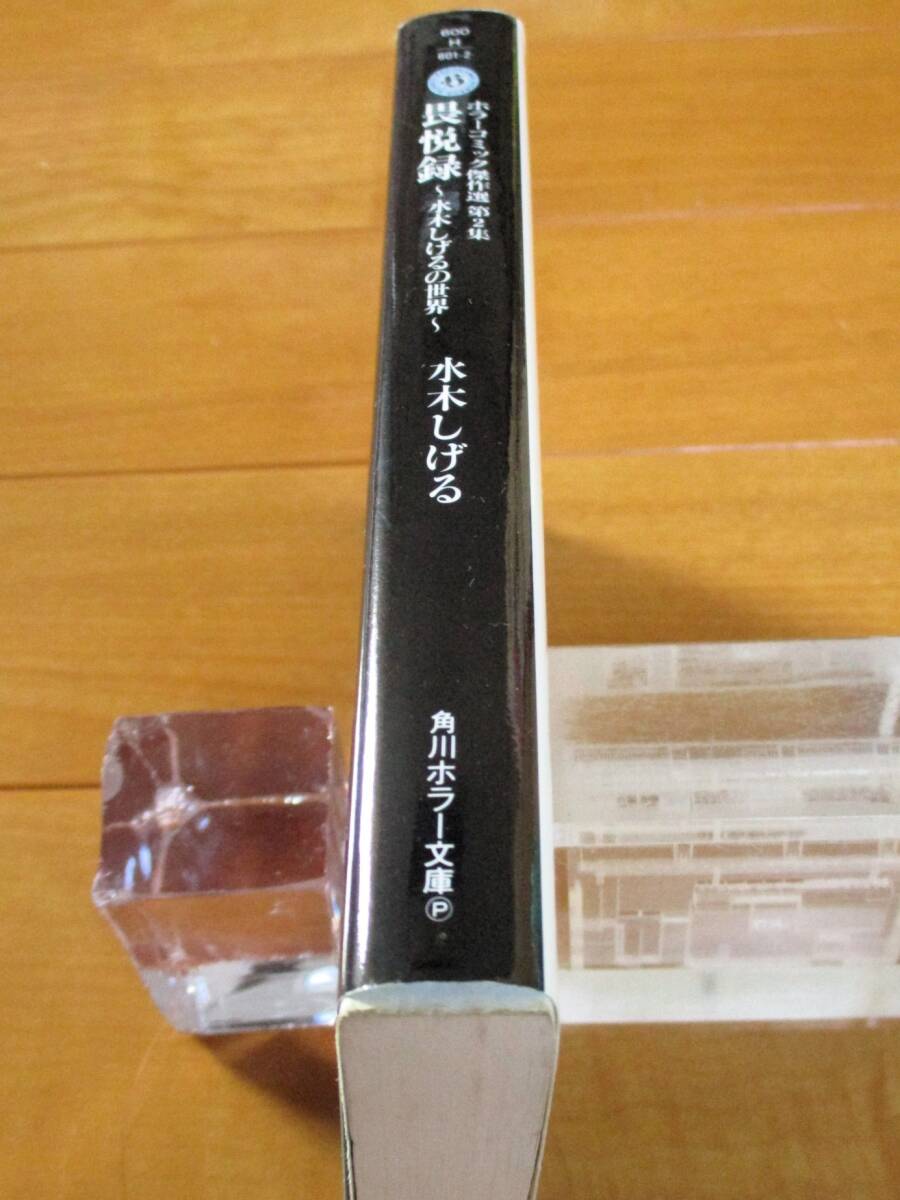 600
H
601-2
ホラーコミック傑作選 第2集
畏悦録
~水木しげるの世界~
水木しげる
角川ホラー文庫Ⓟ